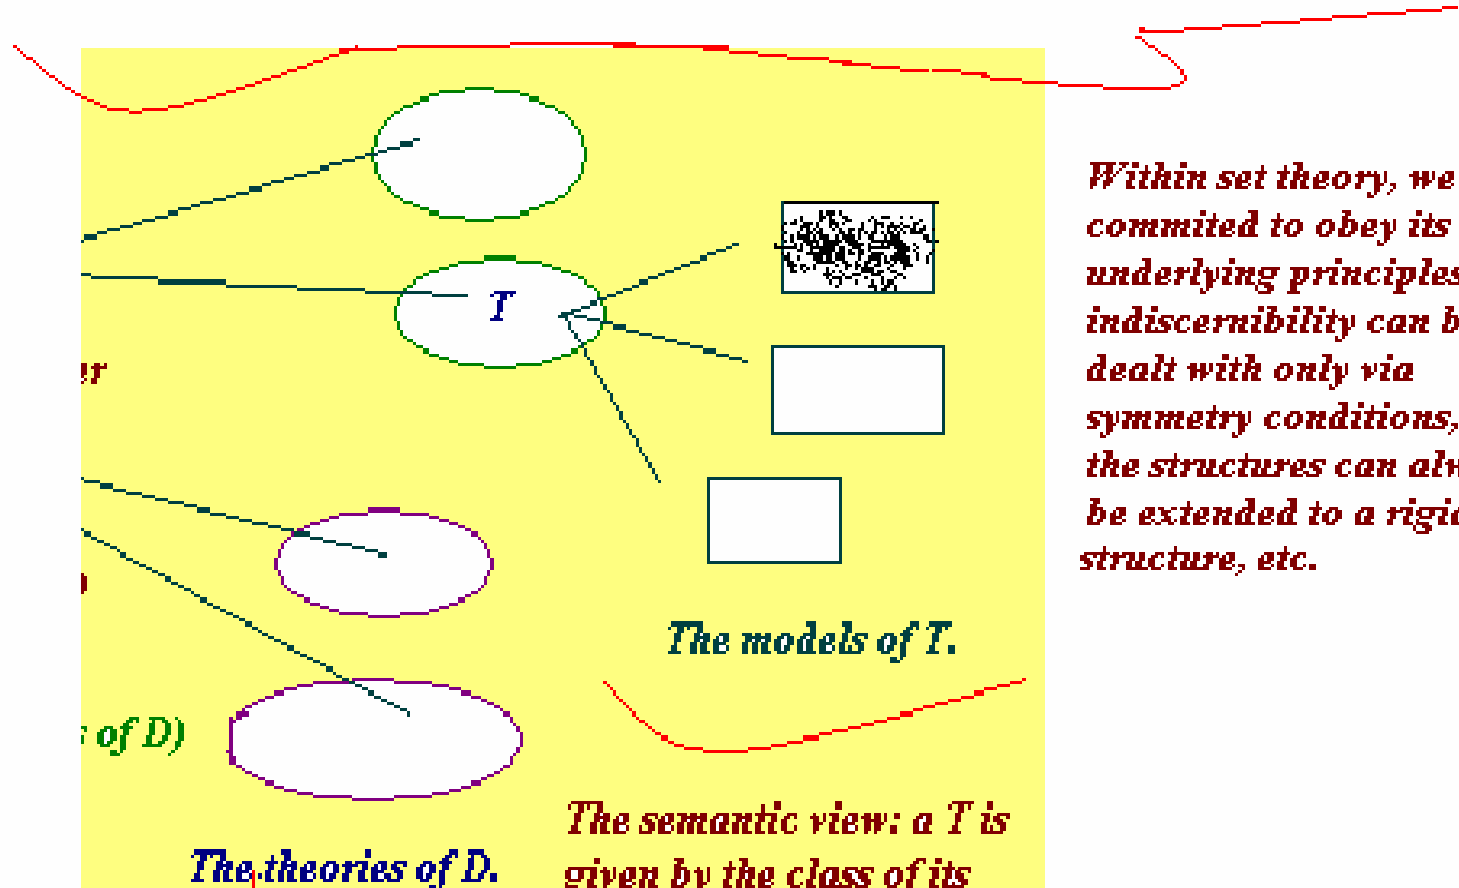 Within set theory, we
commited to obey its
underlying principles
indiscernibility can b
dealt with only via
symmetry conditions,
the structures can alw
be extended to a rigid
structure, etc.
T
er
The models of T.
of D)
The semantic view: a T is
given by the class of its
The theories of D.